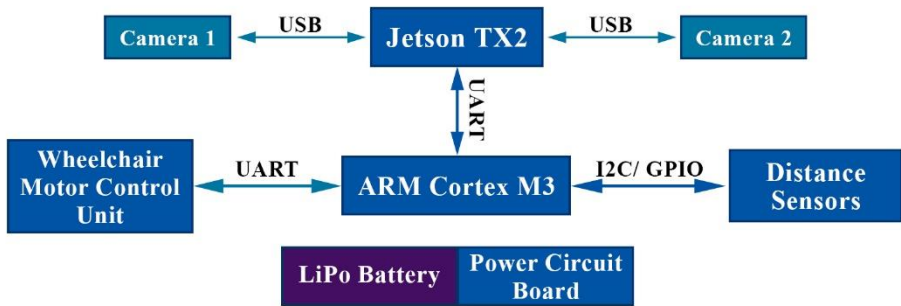 Camera 1
USB
Jetson TX2
USB
Camera 2
UART
Wheelchair
Motor Control
Unit
UART
ARM Cortex M3
I2C/ GPIO
Distance
Sensors
LiPo Battery
Power Circuit
Board